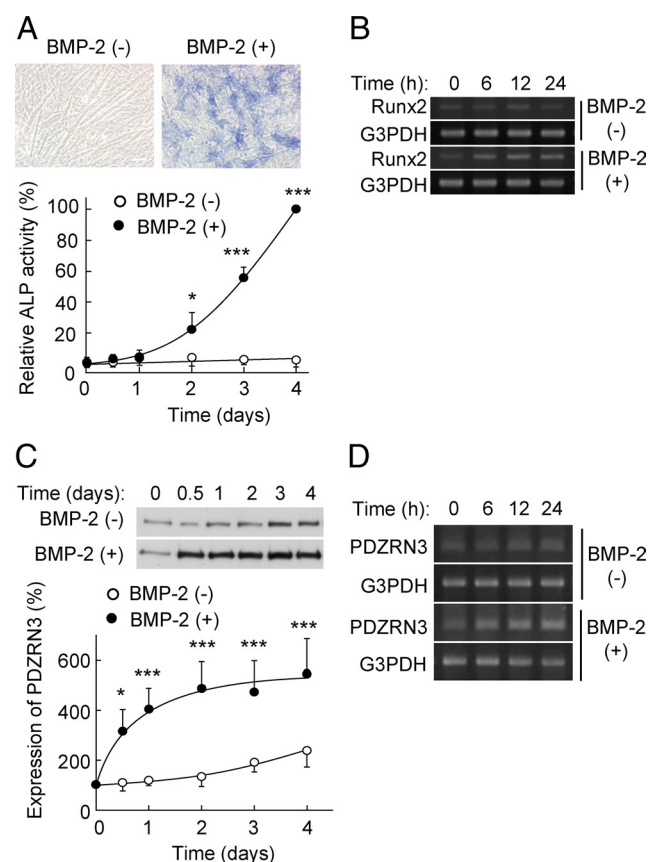 A
BMP-2 (-)
BMP-2 (+)
Relative ALP activity (%)
100
80
60
40
20
0
BMP-2 (-)
BMP-2 (+)
*
***
***
0 1 2 3 4
Time (days)
B
Time (h): 0 6 12 24
Runx2
G3PDH
BMP-2
(-)
Runx2
G3PDH
BMP-2
(+)
C
Time (days): 0 0.5 1 2 3 4
BMP-2 (-)
BMP-2 (+)
Expression of PDZRN3 (%)
600
400
200
0
BMP-2 (-)
BMP-2 (+)
*
***
***
***
***
0 1 2 3 4
Time (days)
D
Time (h): 0 6 12 24
PDZRN3
G3PDH
BMP-2
(-)
PDZRN3
G3PDH
BMP-2
(+)